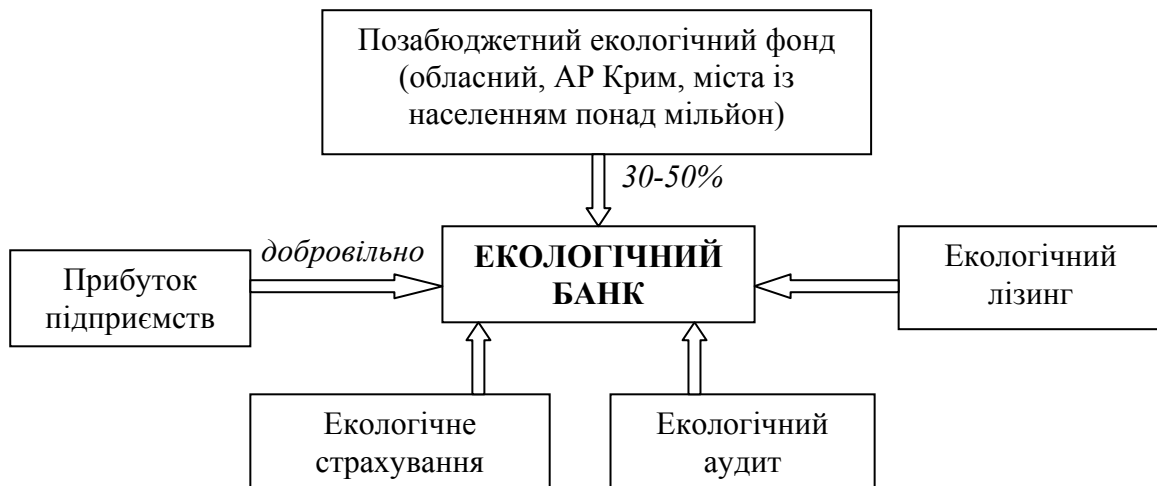 Позабюджетний екологічний фонд
(обласний, АР Крим, міста із
населенням понад мільйон)
30-50%
добровільно
Прибуток
підприємств
ЕКОЛОГІЧНИЙ
БАНК
Екологічний
лізинг
Екологічне
страхування
Екологічний
аудит